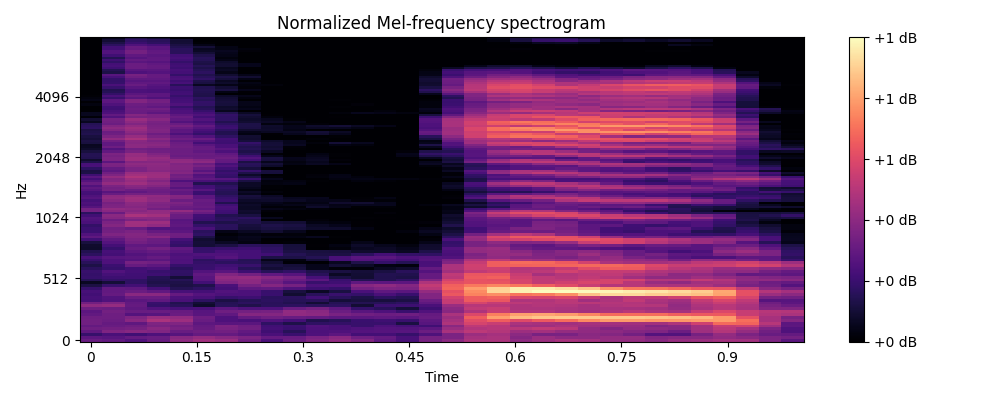 Normalized Mel-frequency spectrogram
+1 dB
4096
+1 dB
2048
+1 dB
Hz
1024
+0 dB
512
+0 dB
0
+0 dB
0 0.15 0.3 0.45 0.6 0.75 0.9
Time